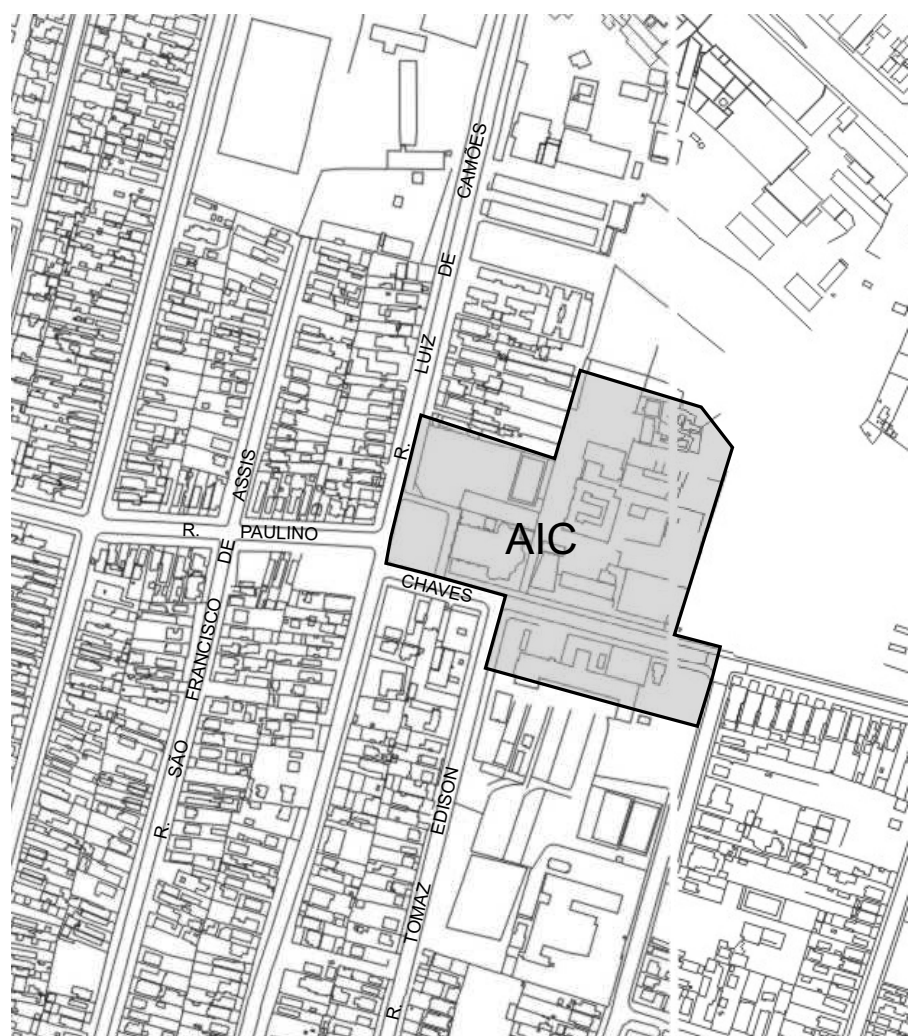 R. LUIZ DE CAMÕES
R. SÃO FRANCISCO DE ASSIS
R. PAULINO CHAVES
AIC
R. TOMAZ EDISON